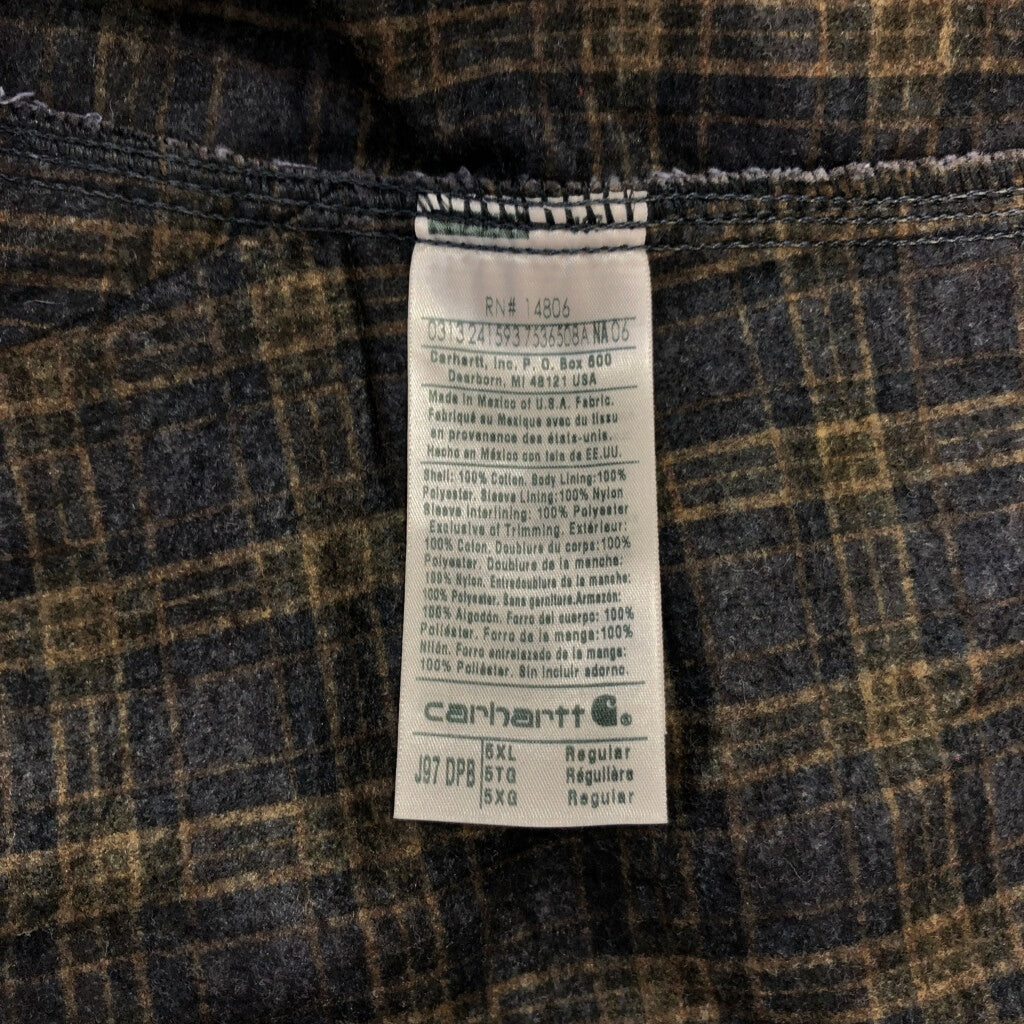 RN# 14806
0313 241593 7536508A NA 06
Carhartt, Inc. P. O. Box 600
Dearborn, MI 48121 USA
Made in Mexico of U.S.A. Fabric.
Fabriqué au Mexique avec du tissu
en provenance des états-unis.
Hecho en México con tela de EE.UU.
Shell: 100% Cotton. Body Lining:100%
Polyester. Sleeve Lining:100% Nylon
Sleeve Interlining: 100% Polyester
Exclusive of Trimming. Extérieur:
100% Coton. Doublure du corps:100%
Polyester. Doublure de la manche:
100% Nylon. Entredoublure de la manche:
100% Polyester. Sans garniture.Armazón:
100% Algodón. Forro del cuerpo: 100%
Poliéster. Forro de la manga:100%
Nilón. Forro entrelazado de la manga:
100% Poliéster. Sin incluir adorno.
carhartt
J97 DPB
5XL Regular
5TG Régulière
5XG Regular